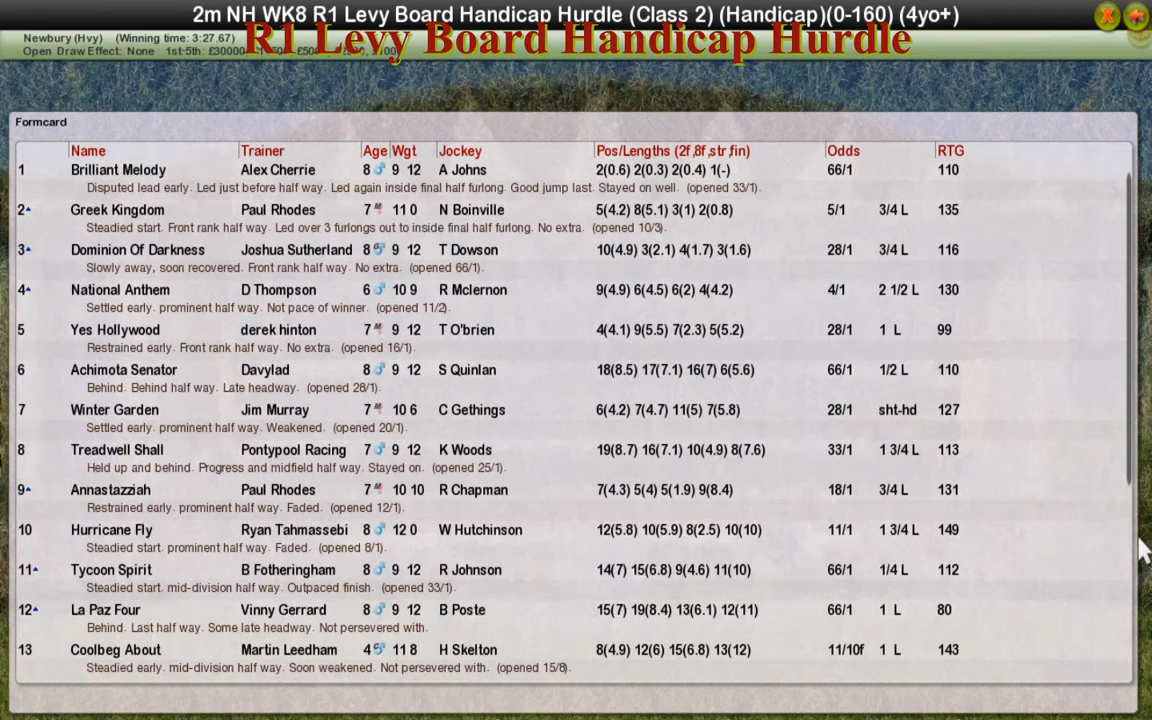 2m NH WK8 R1 Levy Board Handicap Hurdle (Class 2) (Handicap)(0-160) (4yo+)
R1 Levy Board Handicap Hurdle
Newbury (Hvy) (Winning time: 3:27.67)
Open Draw Effect: None 1st-5th: £30000
Formcard
Name Trainer Age Wgt Jockey Pos/Lengths (2f,8f,str,fin) Odds RTG
1 Brilliant Melody Alex Cherrie 8 9 12 A Johns 2(0.6) 2(0.3) 2(0.4) 1(-) 66/1 110
Disputed lead early. Led just before half way. Led again inside final half furlong. Good jump last. Stayed on well. (opened 33/1).
2 Greek Kingdom Paul Rhodes 7 11 0 N Boinville 5(4.2) 8(5.1) 3(1) 2(0.8) 5/1 3/4 L 135
Steadied start. Front rank half way. Led over 3 furlongs out to inside final half furlong. No extra. (opened 10/3).
3 Dominion Of Darkness Joshua Sutherland 8 9 12 T Dowson 10(4.9) 3(2.1) 4(1.7) 3(1.6) 28/1 3/4 L 116
Slowly away, soon recovered. Front rank half way. No extra. (opened 66/1).
4 National Anthem D Thompson 6 10 9 R Mclernon 9(4.9) 6(4.5) 6(2) 4(4.2) 4/1 2 1/2 L 130
Settled early. prominent half way. Not pace of winner. (opened 11/2).
5 Yes Hollywood derek hinton 7 9 12 T O'brien 4(4.1) 9(5.5) 7(2.3) 5(5.2) 28/1 1 L 99
Restrained early. Front rank half way. No extra. (opened 16/1).
6 Achimota Senator Davylad 8 9 12 S Quinlan 18(8.5) 17(7.1) 16(7) 6(5.6) 66/1 1/2 L 110
Behind. Behind half way. Late headway. (opened 28/1).
7 Winter Garden Jim Murray 7 10 6 C Gethings 6(4.2) 7(4.7) 11(5) 7(5.8) 28/1 sht-hd 127
Settled early. prominent half way. Weakened. (opened 20/1).
8 Treadwell Shall Pontypool Racing 7 9 12 K Woods 19(8.7) 16(7.1) 10(4.9) 8(7.6) 33/1 1 3/4 L 113
Held up and behind. Progress and midfield half way. Stayed on. (opened 25/1).
9 Annastazziah Paul Rhodes 7 10 10 R Chapman 7(4.3) 5(4) 5(1.9) 9(8.4) 18/1 3/4 L 131
Restrained early. prominent half way. Faded. (opened 12/1).
10 Hurricane Fly Ryan Tahmassebi 8 12 0 W Hutchinson 12(5.8) 10(5.9) 8(2.5) 10(10) 11/1 1 3/4 L 149
Steadied start. prominent half way. Faded. (opened 8/1).
11 Tycoon Spirit B Fotheringham 8 9 12 R Johnson 14(7) 15(6.8) 9(4.6) 11(10) 66/1 1/4 L 112
Steadied start. mid-division half way. Outpaced finish. (opened 33/1).
12 La Paz Four Vinny Gerrard 8 9 12 B Poste 15(7) 19(8.4) 13(6.1) 12(11) 66/1 1 L 80
Behind. Last half way. Some late headway. Not persevered with.
13 Coolbeg About Martin Leedham 4 11 8 H Skelton 8(4.9) 12(6) 15(6.8) 13(12) 11/10f 1 L 143
Steadied early. mid-division half way. Soon weakened. Not persevered with. (opened 15/8).